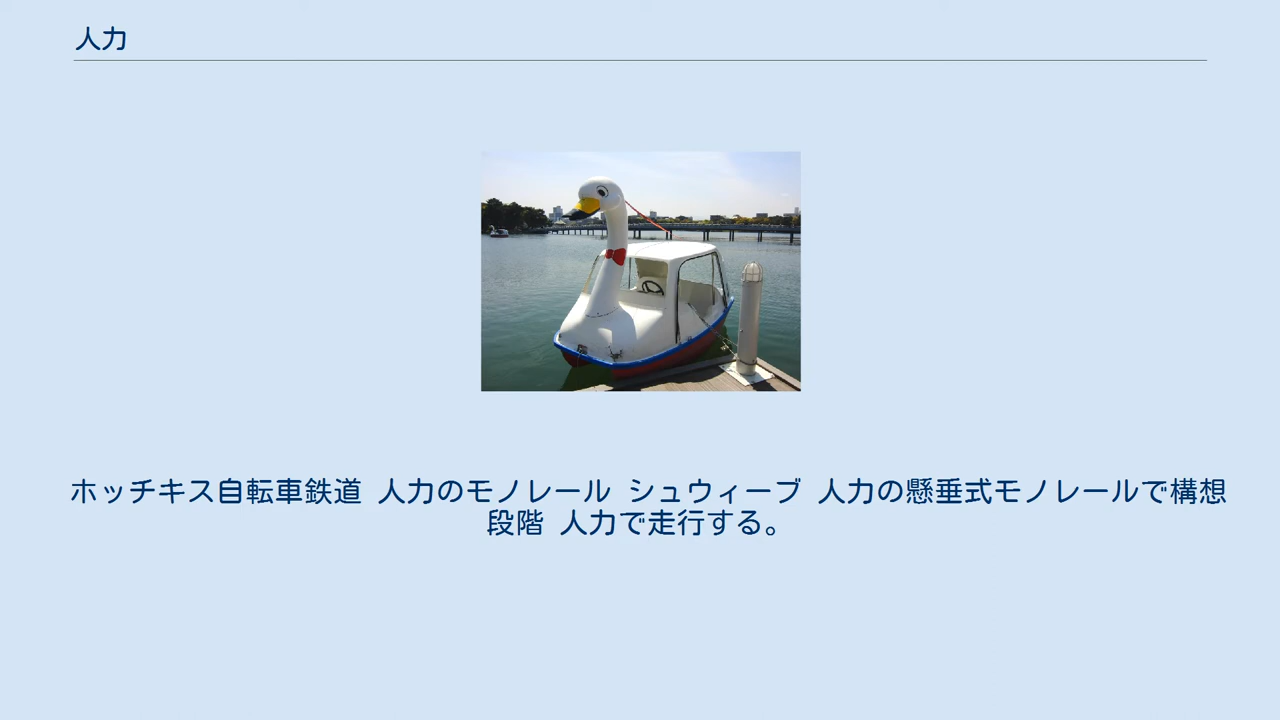 人力
ホッチキス自転車鉄道 人力のモノレール シュウィーブ 人力の懸垂式モノレールで構想
段階 人力で走行する。